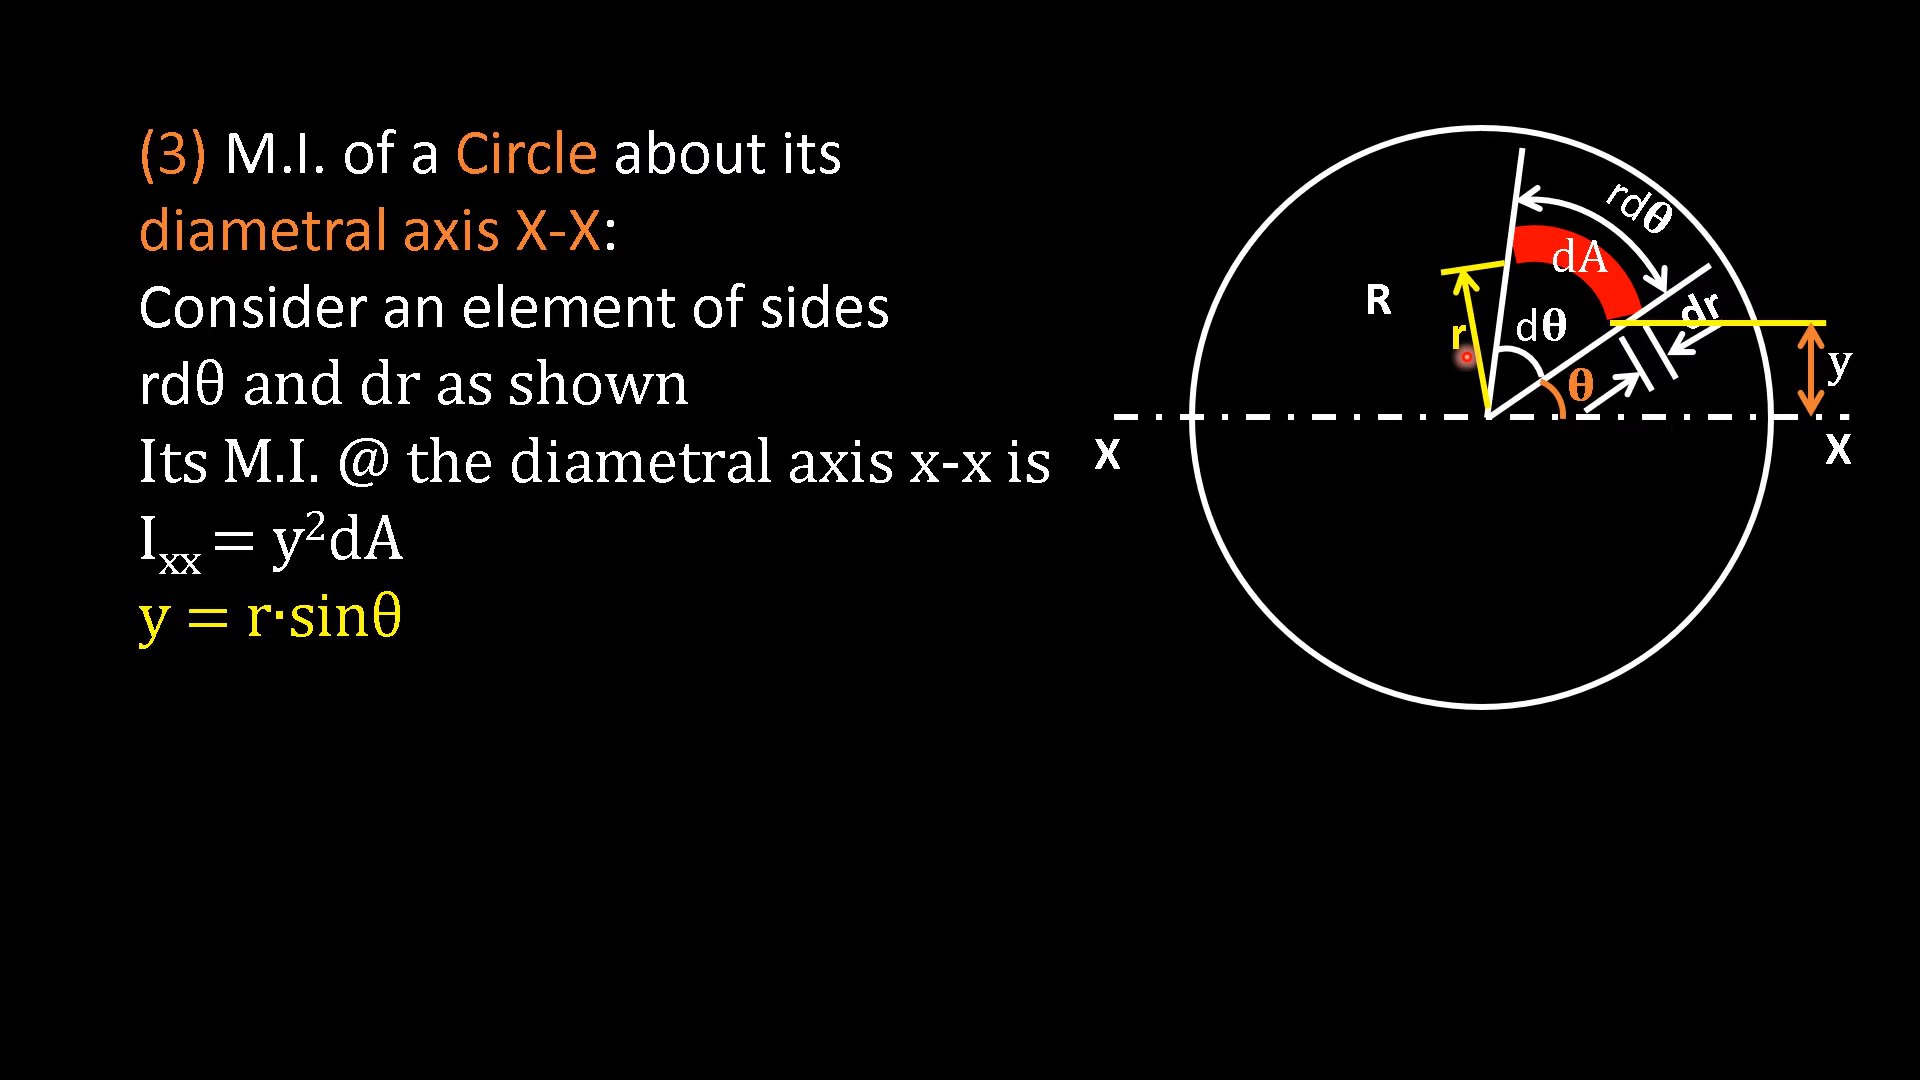 (3) M.I. of a Circle about its
diametral axis X-X:
Consider an element of sides
rdθ and dr as shown
Its M.I. @ the diametral axis x-x is
Iₓₓ = y²dA
y = r·sinθ
rdθ
dA
R
dr
r
dθ
y
θ
X
X